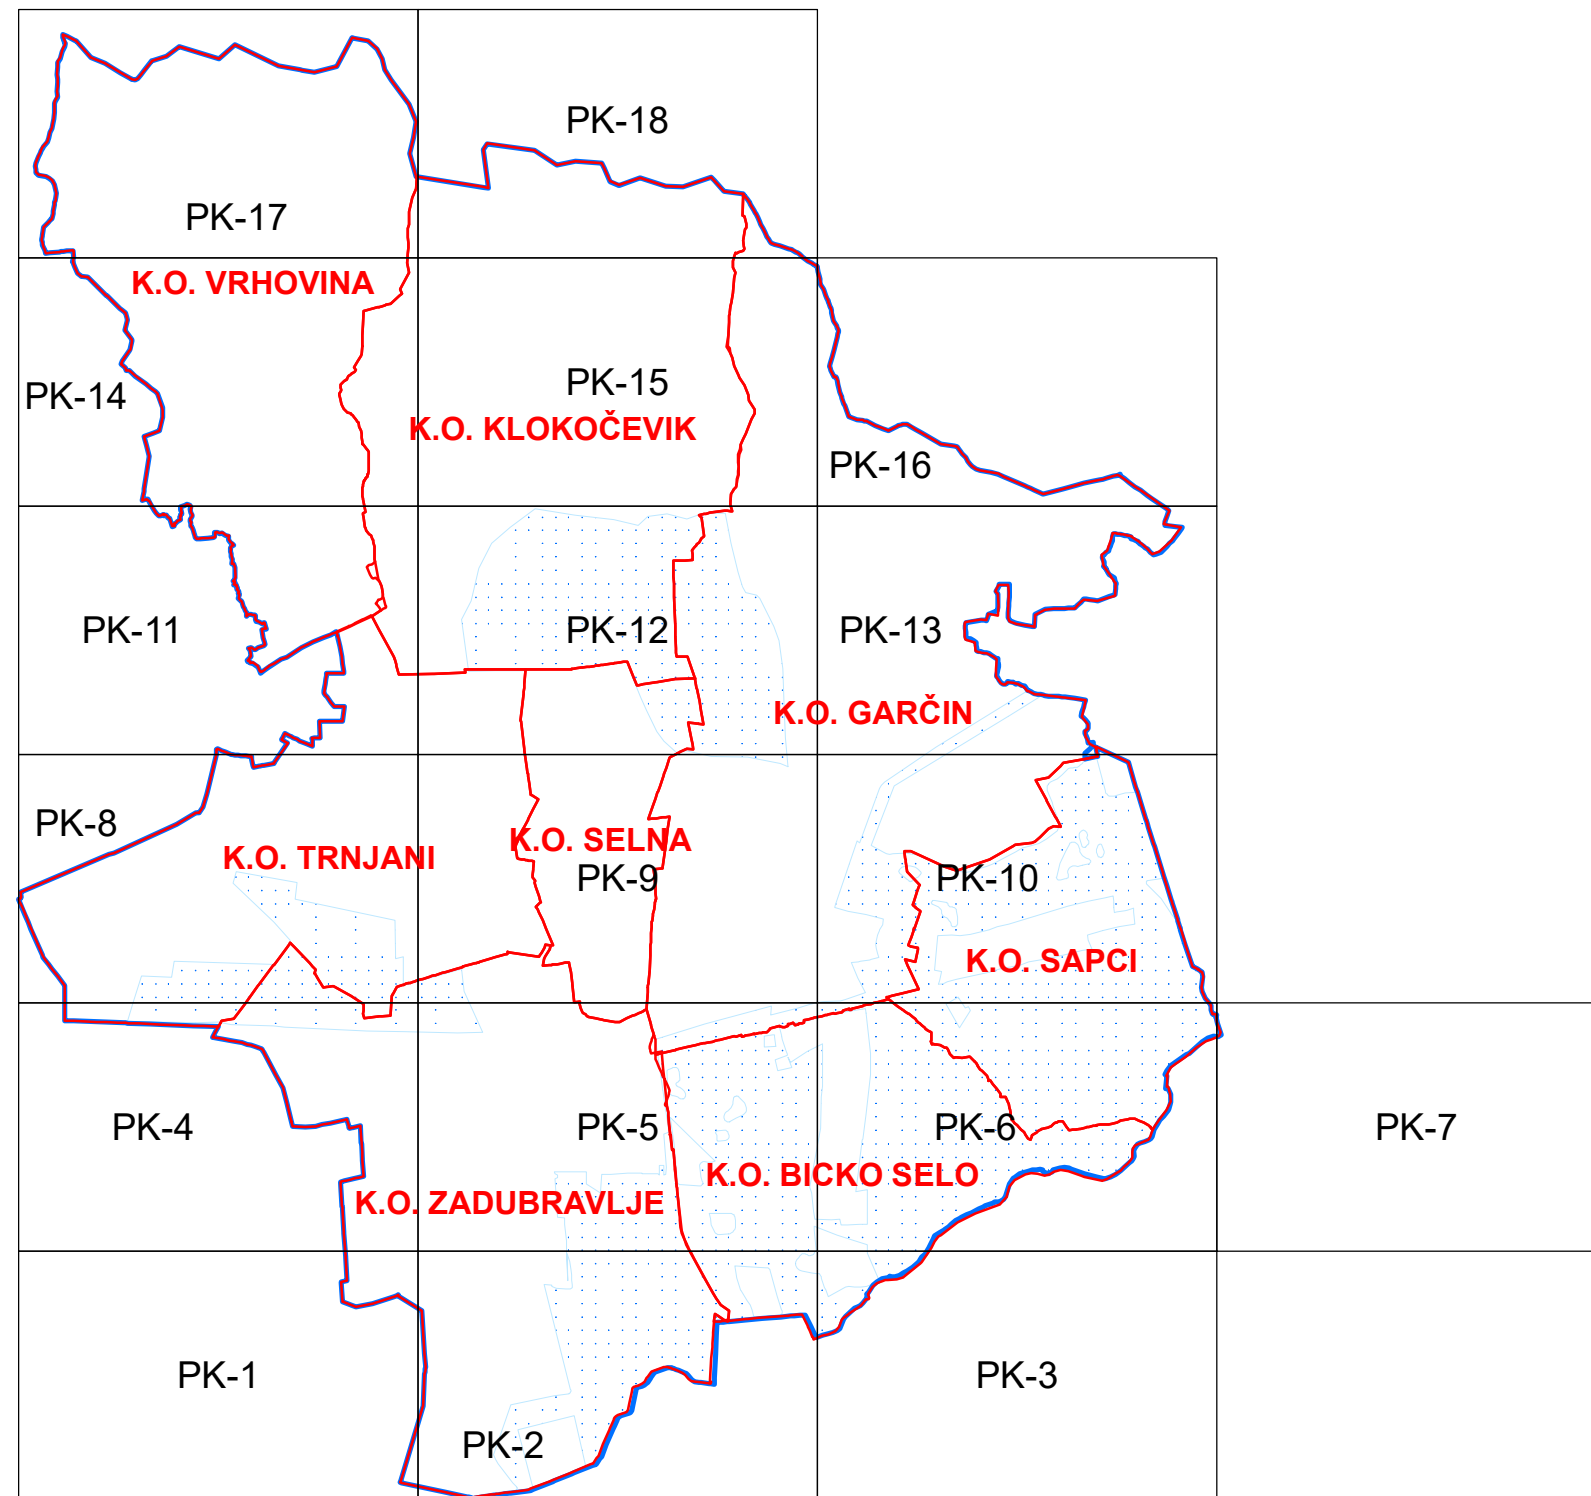 PK-18
PK-17
K.O. VRHOVINA
PK-14
PK-15
K.O. KLOKOČEVIK
PK-16
PK-11
PK-12
PK-13
K.O. GARČIN
PK-8
K.O. TRNJANI
K.O. SELNA
PK-9
PK-10
K.O. SAPCI
PK-4
PK-5
PK-6
PK-7
K.O. BICKO SELO
K.O. ZADUBRAVLJE
PK-1
PK-3
PK-2